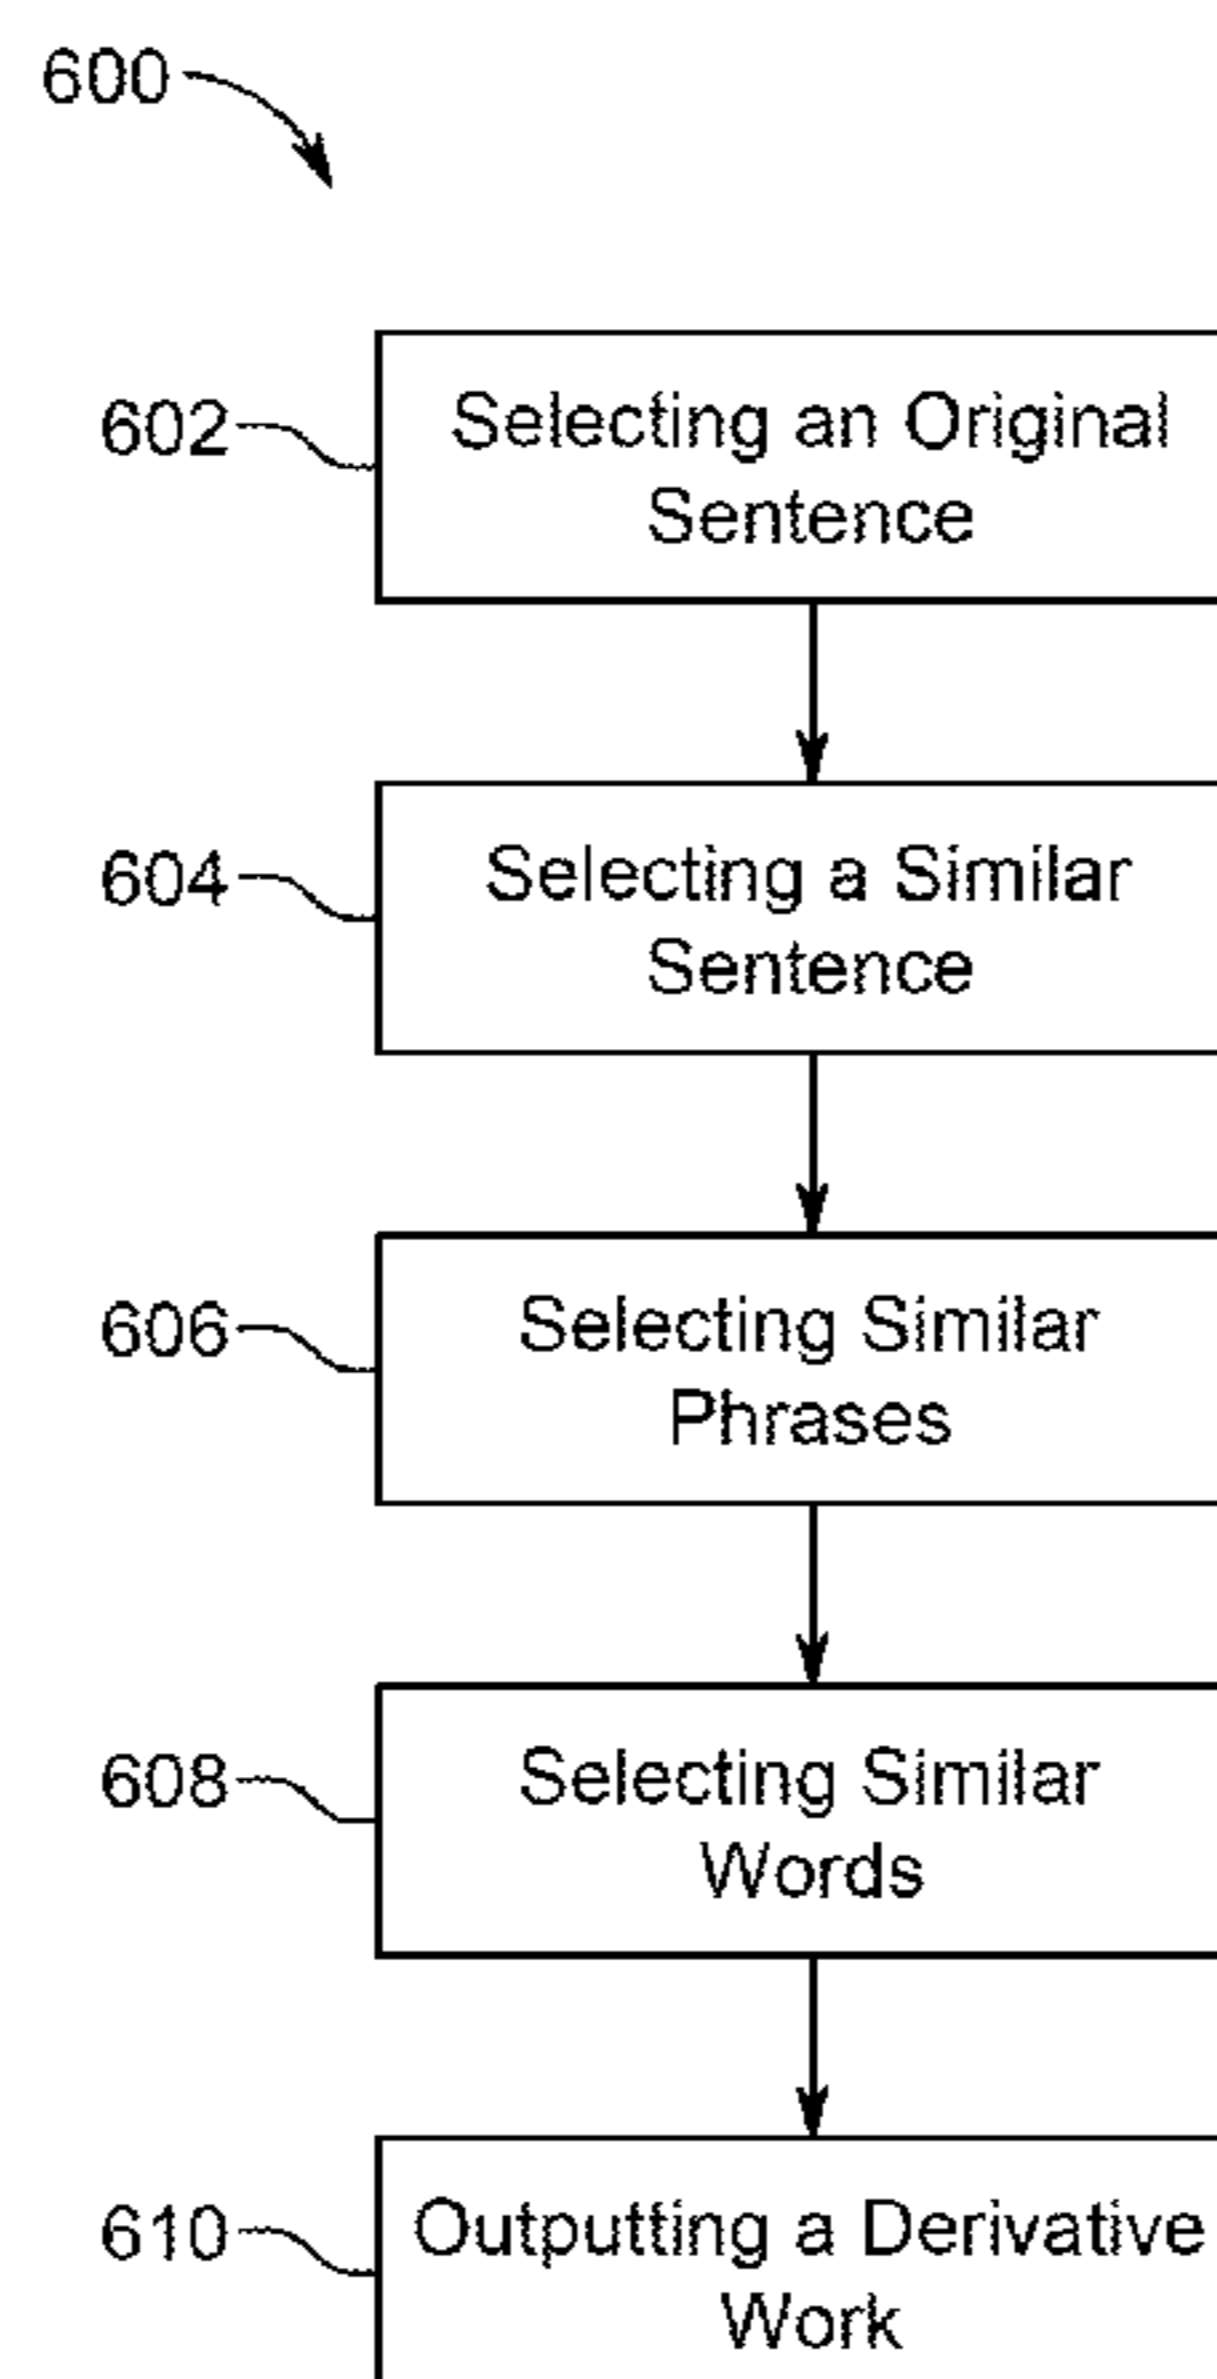 600
602
Selecting an Original
Sentence
604
Selecting a Similar
Sentence
606
Selecting Similar
Phrases
608
Selecting Similar
Words
610
Outputting a Derivative
Work